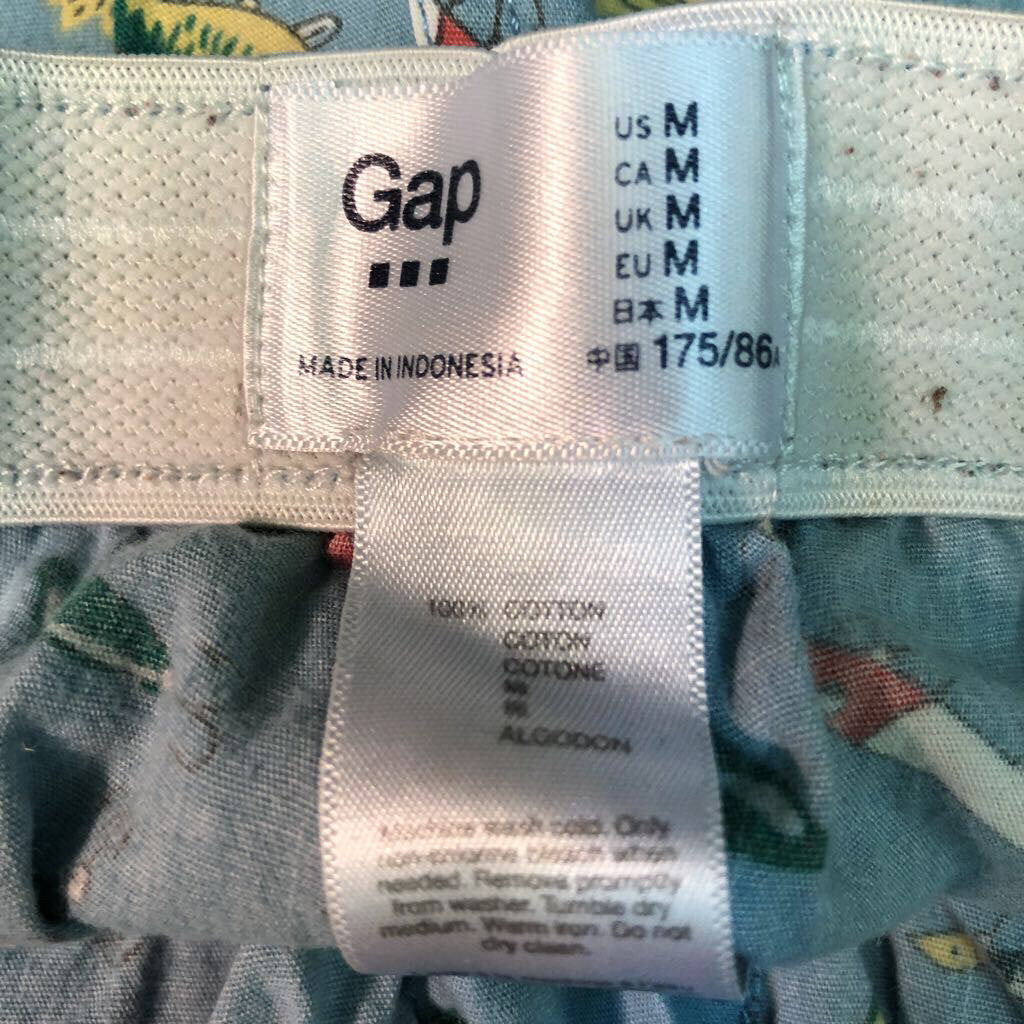 Gap
MADE IN INDONESIA
US M
CA M
UK M
EU M
日本 M
中国 175/86A
100% COTTON
COTON
COTONE
ALGODON
Machine wash cold. Only
non-chlorine bleach when
needed. Remove promptly
from washer. Tumble dry
medium. Warm iron. Do not
dry clean.